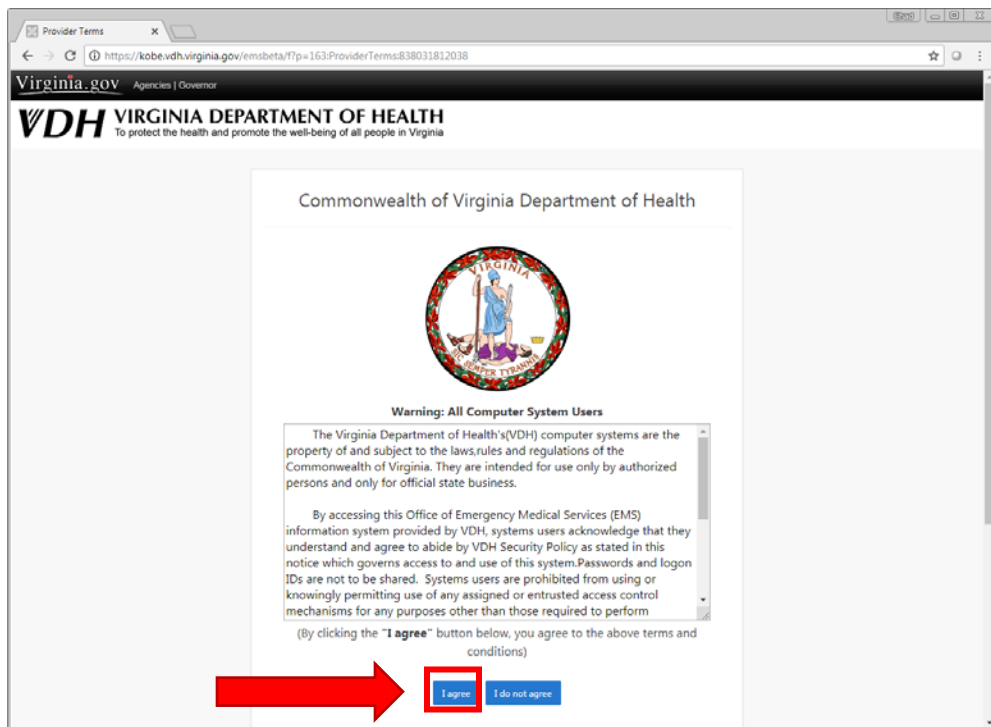 Provider Terms
https://kobe.vdh.virginia.gov/emsbeta/f?p=163:ProviderTerms:838031812038
Virginia.gov Agencies | Governor
VDH VIRGINIA DEPARTMENT OF HEALTH
To protect the health and promote the well-being of all people in Virginia
Commonwealth of Virginia Department of Health
VIRGINIA
SIC SEMPER TYRANNIS
Warning: All Computer System Users
The Virginia Department of Health's(VDH) computer systems are the
property of and subject to the laws,rules and regulations of the
Commonwealth of Virginia. They are intended for use only by authorized
persons and only for official state business.
By accessing this Office of Emergency Medical Services (EMS)
information system provided by VDH, systems users acknowledge that they
understand and agree to abide by VDH Security Policy as stated in this
notice which governs access to and use of this system.Passwords and logon
IDs are not to be shared.  Systems users are prohibited from using or
knowingly permitting use of any assigned or entrusted access control
mechanisms for any purposes other than those required to perform
(By clicking the "I agree" button below, you agree to the above terms and
conditions)
I agree I do not agree